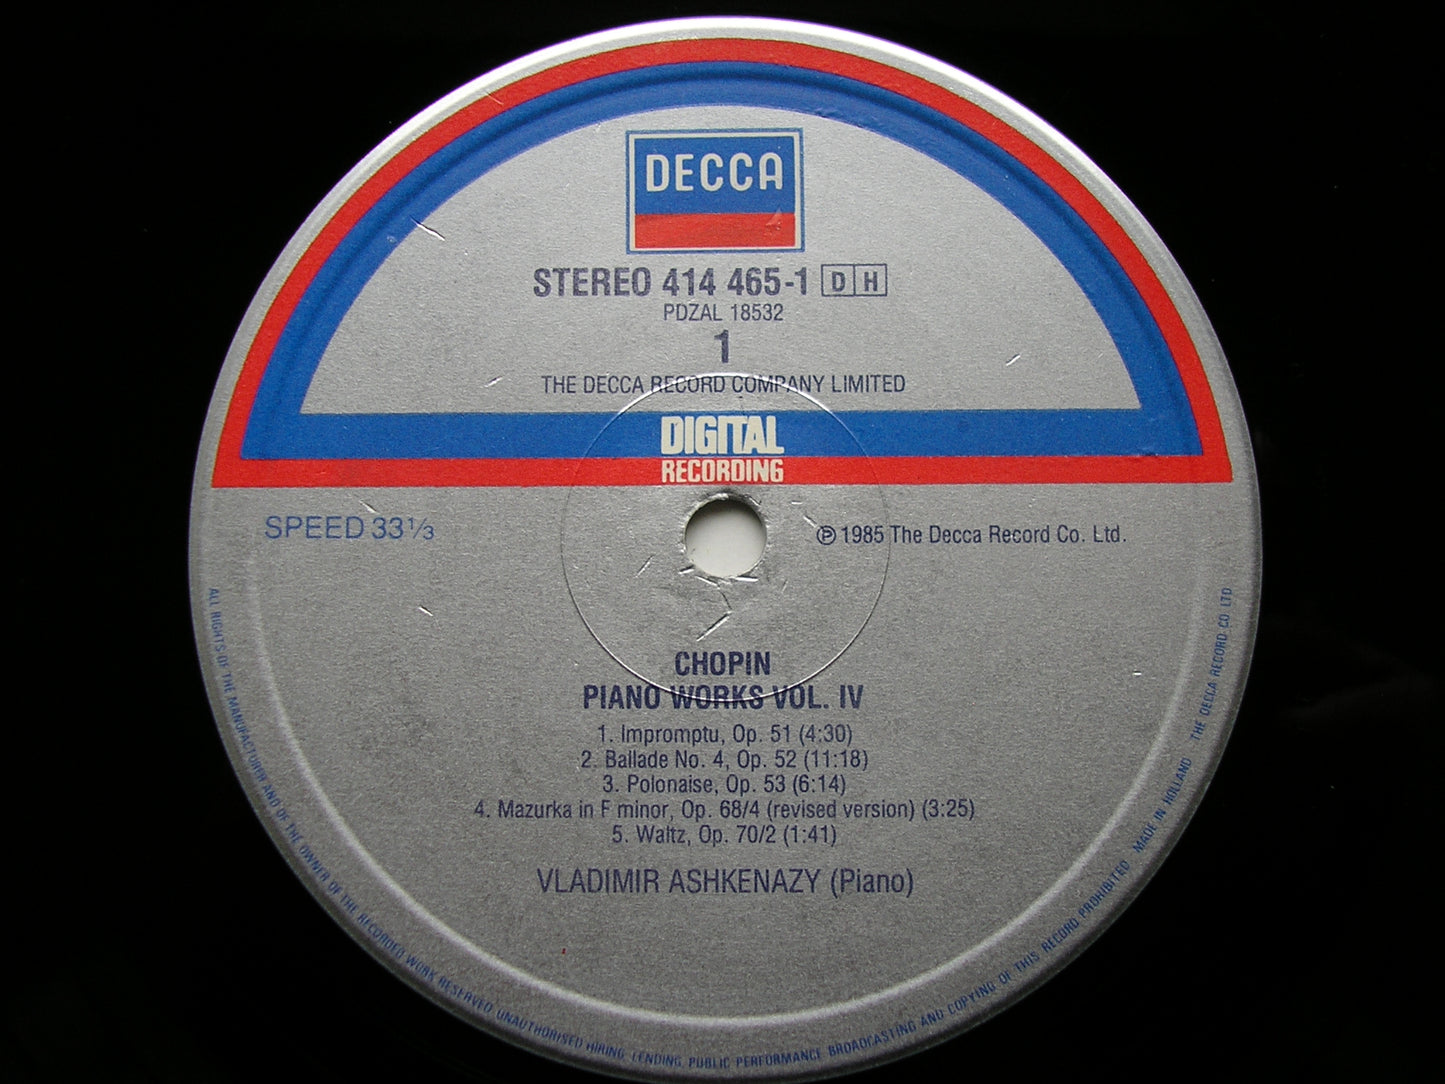 DECCA
STEREO 414 465-1 D H
PDZAL 18532
1
THE DECCA RECORD COMPANY LIMITED
DIGITAL
RECORDING
SPEED 33⅓
℗ 1985 The Decca Record Co. Ltd.
CHOPIN
PIANO WORKS VOL. IV
1. Impromptu, Op. 51 (4:30)
2. Ballade No. 4, Op. 52 (11:18)
3. Polonaise, Op. 53 (6:14)
4. Mazurka in F minor, Op. 68/4 (revised version) (3:25)
5. Waltz, Op. 70/2 (1:41)
VLADIMIR ASHKENAZY (Piano)
ALL RIGHTS OF THE MANUFACTURER AND OF THE OWNER OF THE RECORDED WORK RESERVED UNAUTHORISED HIRING, LENDING, PUBLIC PERFORMANCE BROADCASTING AND COPYING OF THIS RECORD PROHIBITED MADE IN HOLLAND THE DECCA RECORD CO LTD